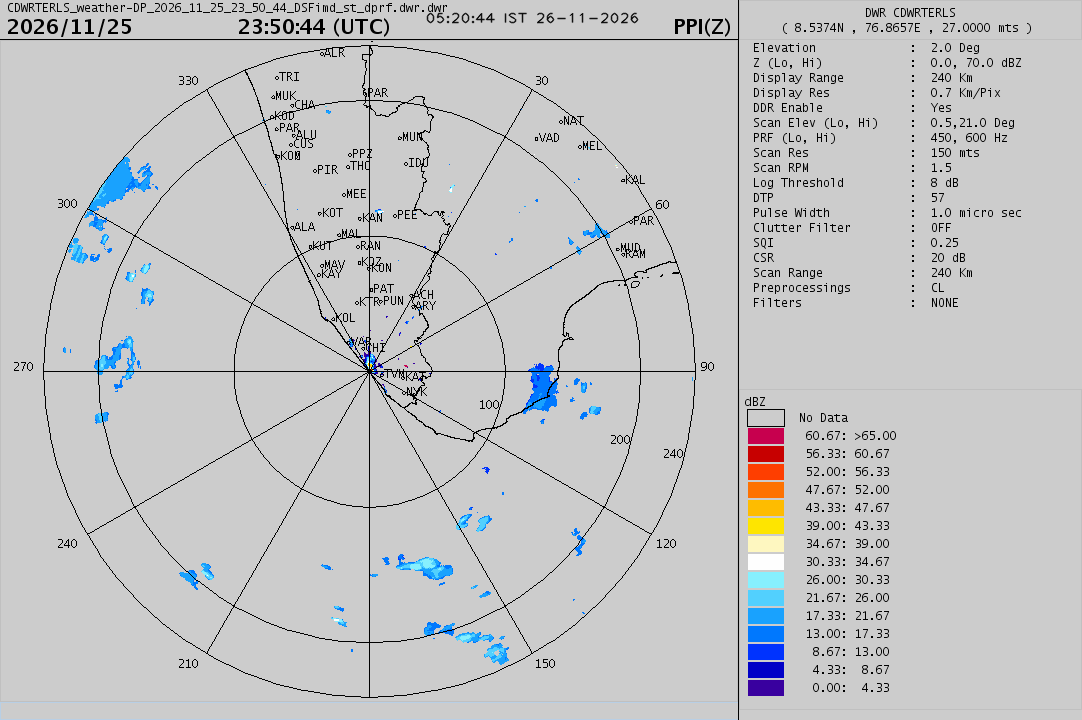 CDWRTERLS_weather-DP_2026_11_25_23_50_44_DSFimd_st_dprf.dwr.dwr
2026/11/25 23:50:44 (UTC) 05:20:44 IST 26-11-2026 PPI(Z)
DWR CDWRTERLS
( 8.5374N , 76.8657E , 27.0000 mts )
Elevation : 2.0 Deg
Z (Lo, Hi) : 0.0, 70.0 dBZ
Display Range : 240 Km
Display Res : 0.7 Km/Pix
DDR Enable : Yes
Scan Elev (Lo, Hi) : 0.5,21.0 Deg
PRF (Lo, Hi) : 450, 600 Hz
Scan Res : 150 mts
Scan RPM : 1.5
Log Threshold : 8 dB
DTP : 57
Pulse Width : 1.0 micro sec
Clutter Filter : OFF
SQI : 0.25
CSR : 20 dB
Scan Range : 240 Km
Preprocessings : CL
Filters : NONE
dBZ
No Data
60.67: >65.00
56.33: 60.67
52.00: 56.33
47.67: 52.00
43.33: 47.67
39.00: 43.33
34.67: 39.00
30.33: 34.67
26.00: 30.33
21.67: 26.00
17.33: 21.67
13.00: 17.33
8.67: 13.00
4.33: 8.67
0.00: 4.33
ALR
TRI
330
30
PAR
MUK
CHA
KOD
NAT
PAR
ALU
MUN
VAD
CUS
MEL
PPZ
THO
IDU
PIR
KAL
MEE
300
60
KOT
KAN
PEE
PAR
ALA
MAL
KUT
RAN
MUD
RAM
KOZ
MAV
KON
KAY
PAT
ACH
KTR
PUN
ARY
KOL
VAR
CHI
270
90
TVM
KAT
NYK
100
200
240
240
120
210
150